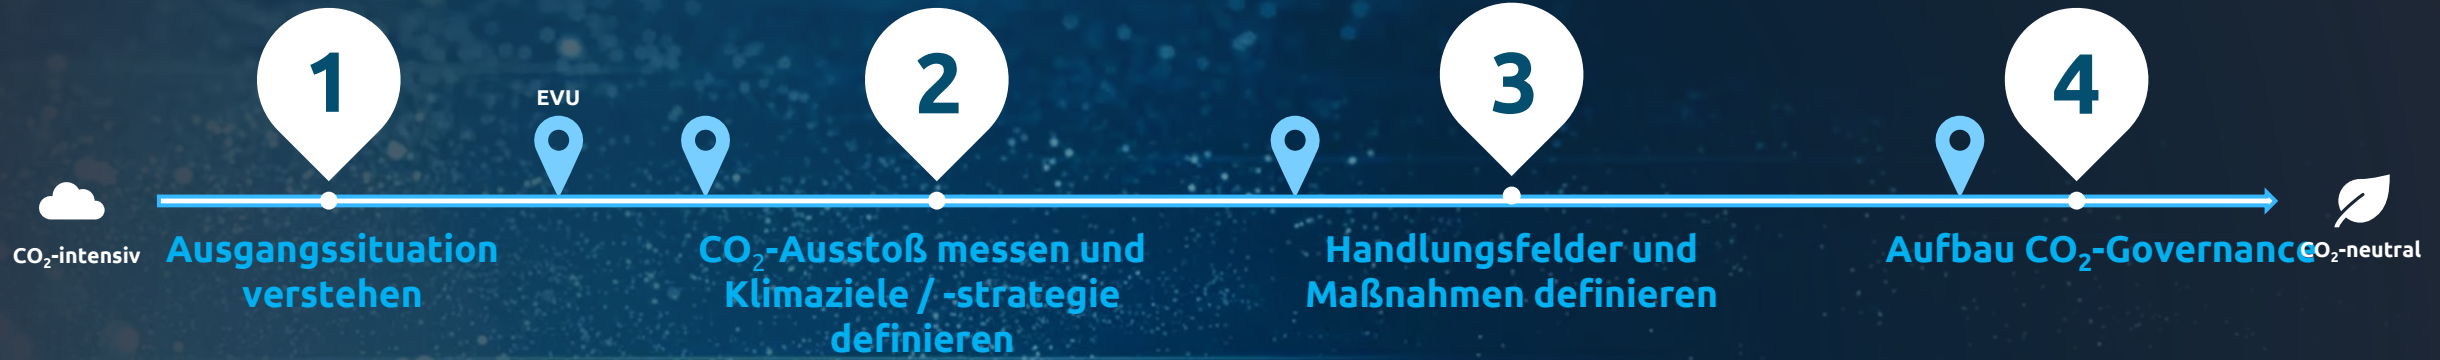 1
2
3
4
EVU
CO₂-intensiv
Ausgangssituation
verstehen
CO₂-Ausstoß messen und
Klimaziele / -strategie
definieren
Handlungsfelder und
Maßnahmen definieren
Aufbau CO₂-Governance
CO₂-neutral